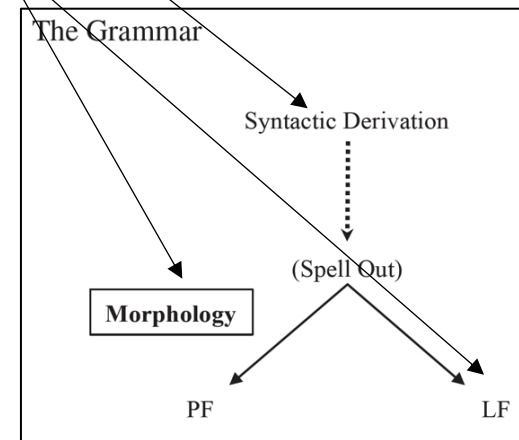 The Grammar
Syntactic Derivation
(Spell Out)
Morphology
PF LF